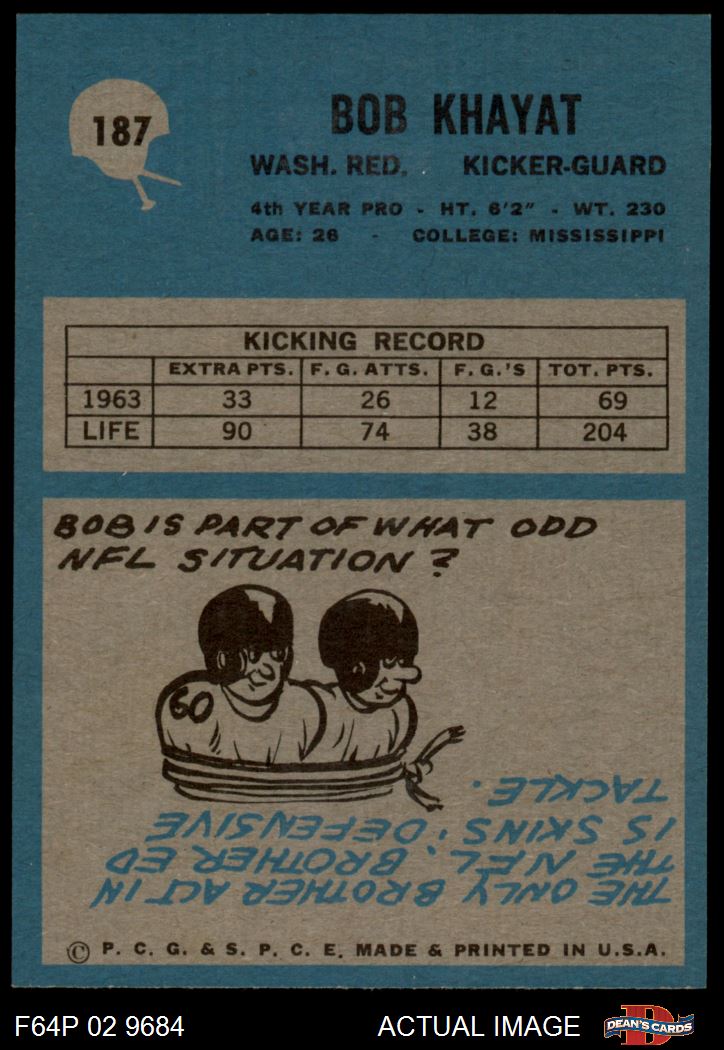 187
BOB KHAYAT
WASH. RED. KICKER-GUARD
4th YEAR PRO - HT. 6'2" - WT. 230
AGE: 26 - COLLEGE: MISSISSIPPI
KICKING RECORD
EXTRA PTS. F. G. ATTS. F. G.'S TOT. PTS.
1963 33 26 12 69
LIFE 90 74 38 204
BOB IS PART OF WHAT ODD
NFL SITUATION?
60
THE ONLY BROTHER ACT IN
THE NFL. BROTHER ED
IS SKINS' DEFENSIVE
TACKLE.
© P. C. G. & S. P. C. E. MADE & PRINTED IN U.S.A.
F64P 02 9684 ACTUAL IMAGE D DEAN'S CARDS